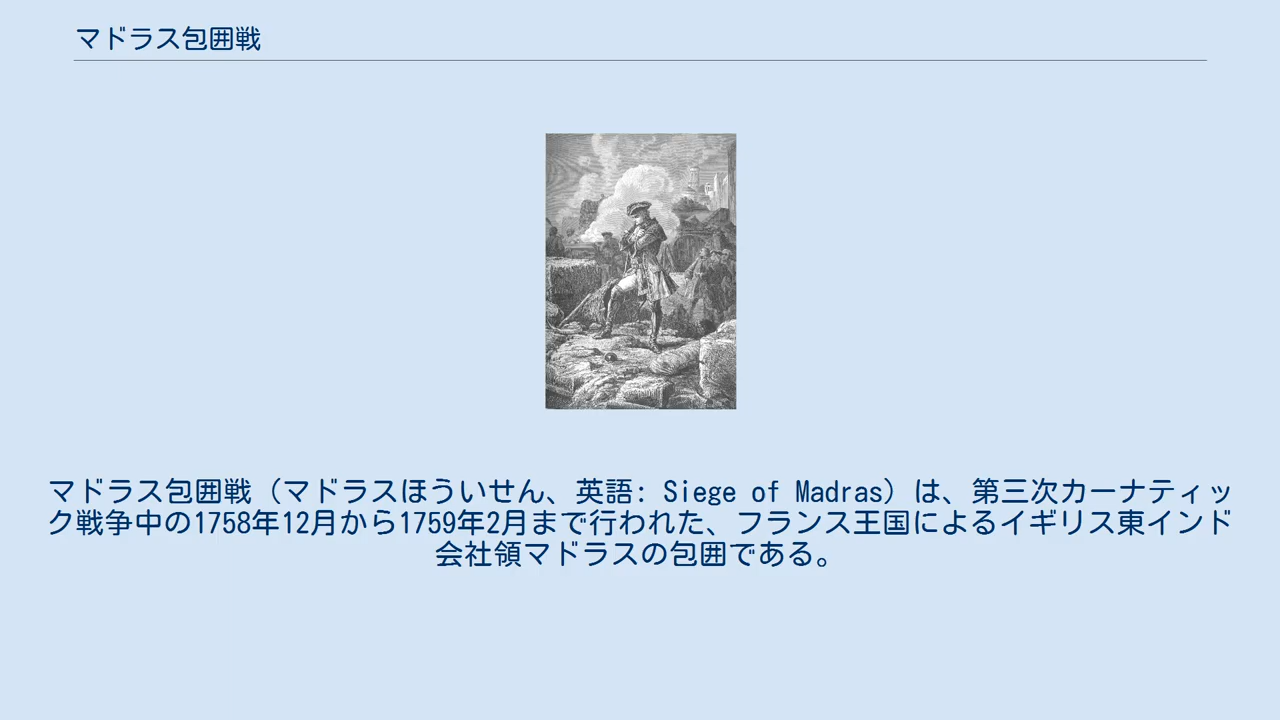 マドラス包囲戦
マドラス包囲戦（マドラスほういせん、英語: Siege of Madras）は、第三次カーナティッ
ク戦争中の1758年12月から1759年2月まで行われた、フランス王国によるイギリス東インド
会社領マドラスの包囲である。